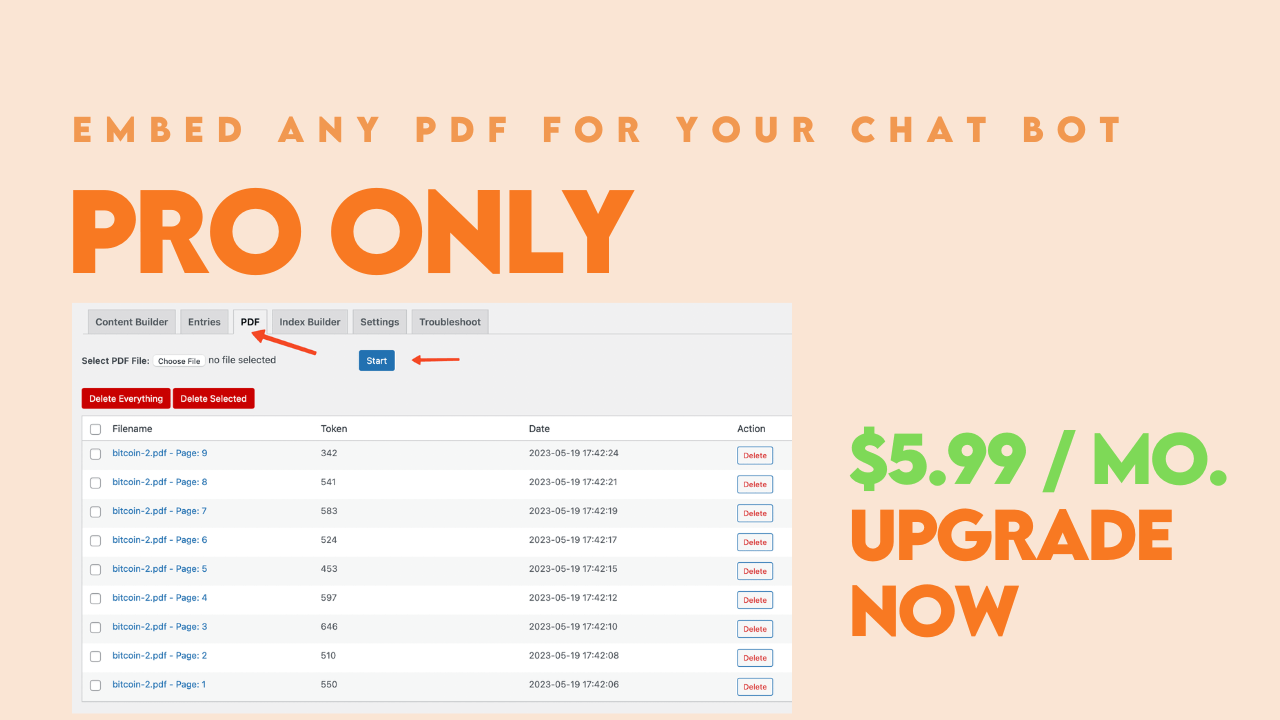 EMBED ANY PDF FOR YOUR CHAT BOT
PRO ONLY
Content Builder Entries PDF Index Builder Settings Troubleshoot
Select PDF File: Choose File no file selected Start
Delete Everything Delete Selected
Filename Token Date Action
bitcoin-2.pdf - Page: 9 342 2023-05-19 17:42:24 Delete
bitcoin-2.pdf - Page: 8 541 2023-05-19 17:42:21 Delete
bitcoin-2.pdf - Page: 7 583 2023-05-19 17:42:19 Delete
bitcoin-2.pdf - Page: 6 524 2023-05-19 17:42:17 Delete
bitcoin-2.pdf - Page: 5 453 2023-05-19 17:42:15 Delete
bitcoin-2.pdf - Page: 4 597 2023-05-19 17:42:12 Delete
bitcoin-2.pdf - Page: 3 646 2023-05-19 17:42:10 Delete
bitcoin-2.pdf - Page: 2 510 2023-05-19 17:42:08 Delete
bitcoin-2.pdf - Page: 1 550 2023-05-19 17:42:06 Delete
$5.99 / MO.
UPGRADE
NOW